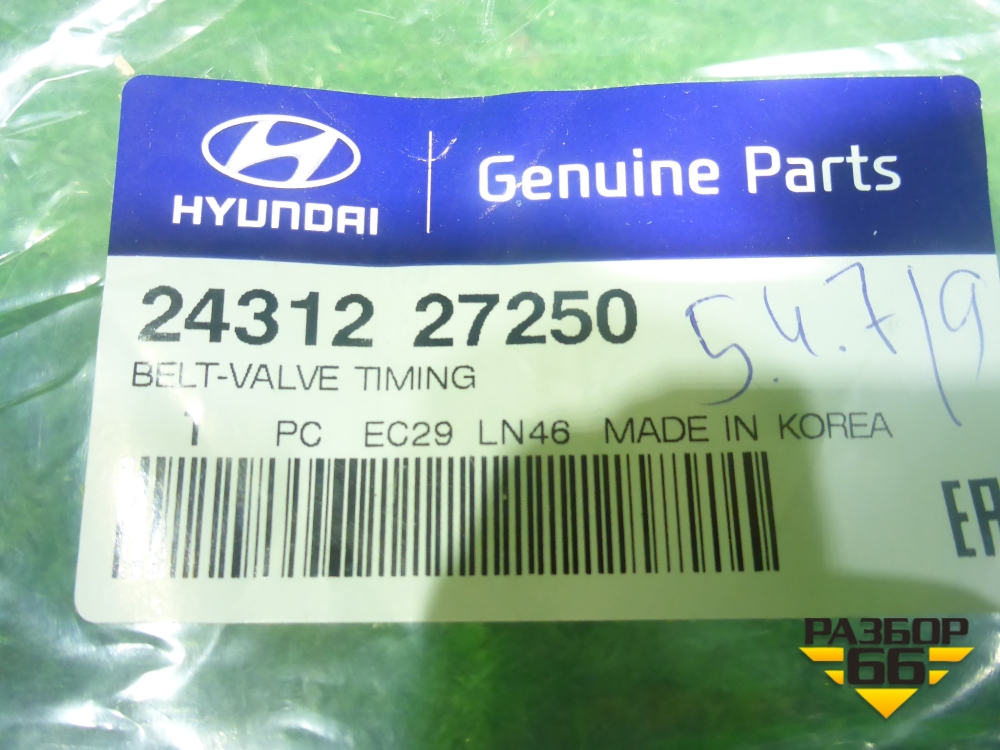 HYUNDAI
Genuine Parts
24312 27250
54.7/9
BELT-VALVE TIMING
1 PC EC29 LN46 MADE IN KOREA
РАЗБОР
66